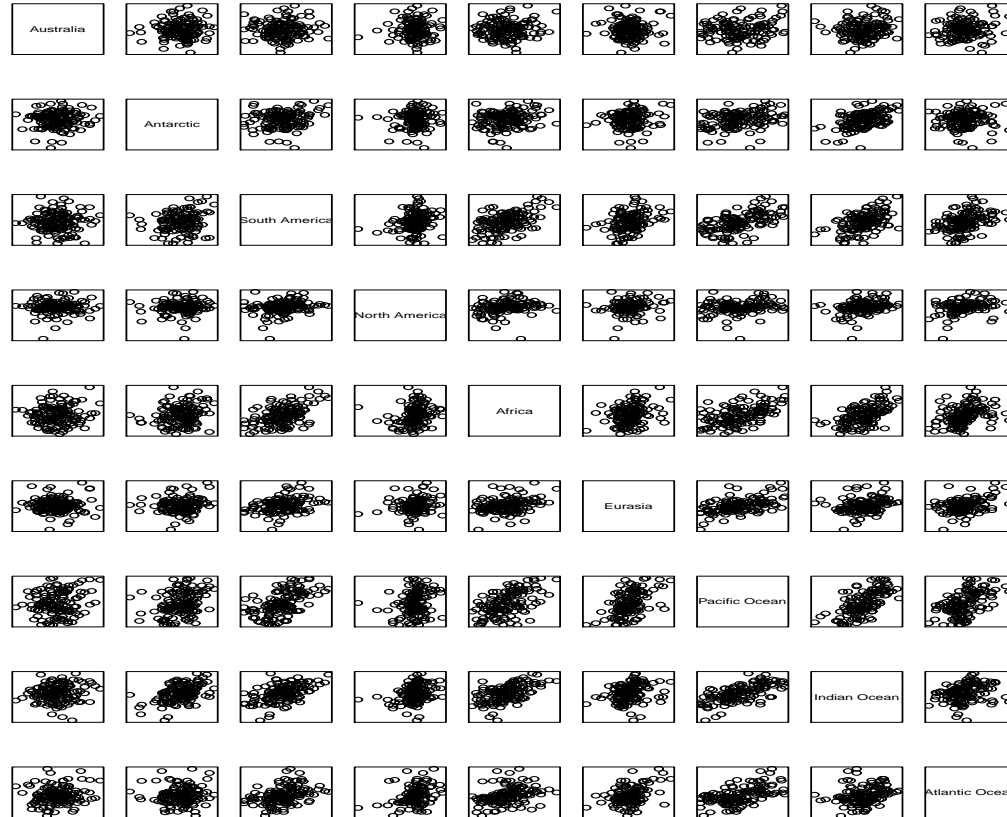 Australia
Antarctic
South America
North America
Africa
Eurasia
Pacific Ocean
Indian Ocean
Atlantic Ocea